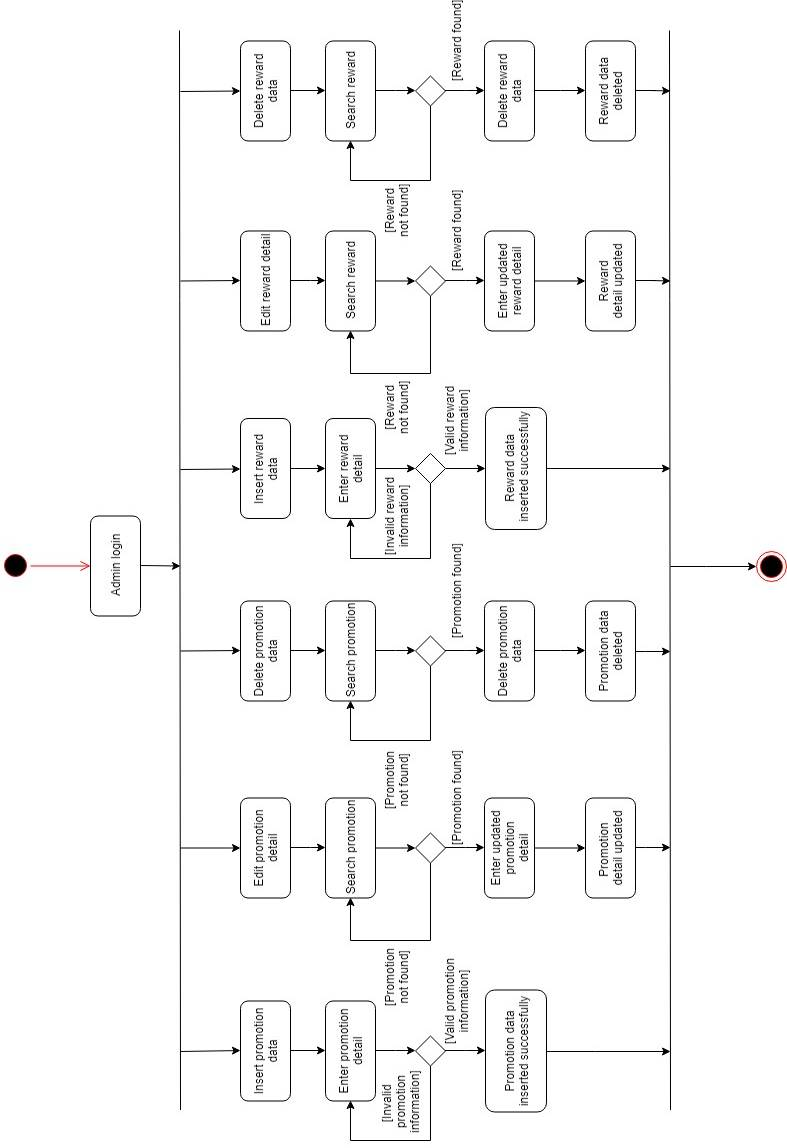 Admin login
Insert promotion
data
Enter promotion
detail
[Invalid
promotion
information]
[Valid promotion
information]
Promotion data
inserted successfully
Edit promotion
detail
Search promotion
[Promotion
not found]
[Promotion found]
Enter updated
promotion
detail
Promotion
detail updated
Delete promotion
data
Search promotion
[Promotion
not found]
[Promotion found]
Delete promotion
data
Promotion data
deleted
Insert reward
data
Enter reward
detail
[Invalid reward
information]
[Valid reward
information]
Reward data
inserted successfully
Edit reward detail
Search reward
[Reward
not found]
[Reward found]
Enter updated
reward detail
Reward
detail updated
Delete reward
data
Search reward
[Reward
not found]
[Reward found]
Delete reward
data
Reward data
deleted